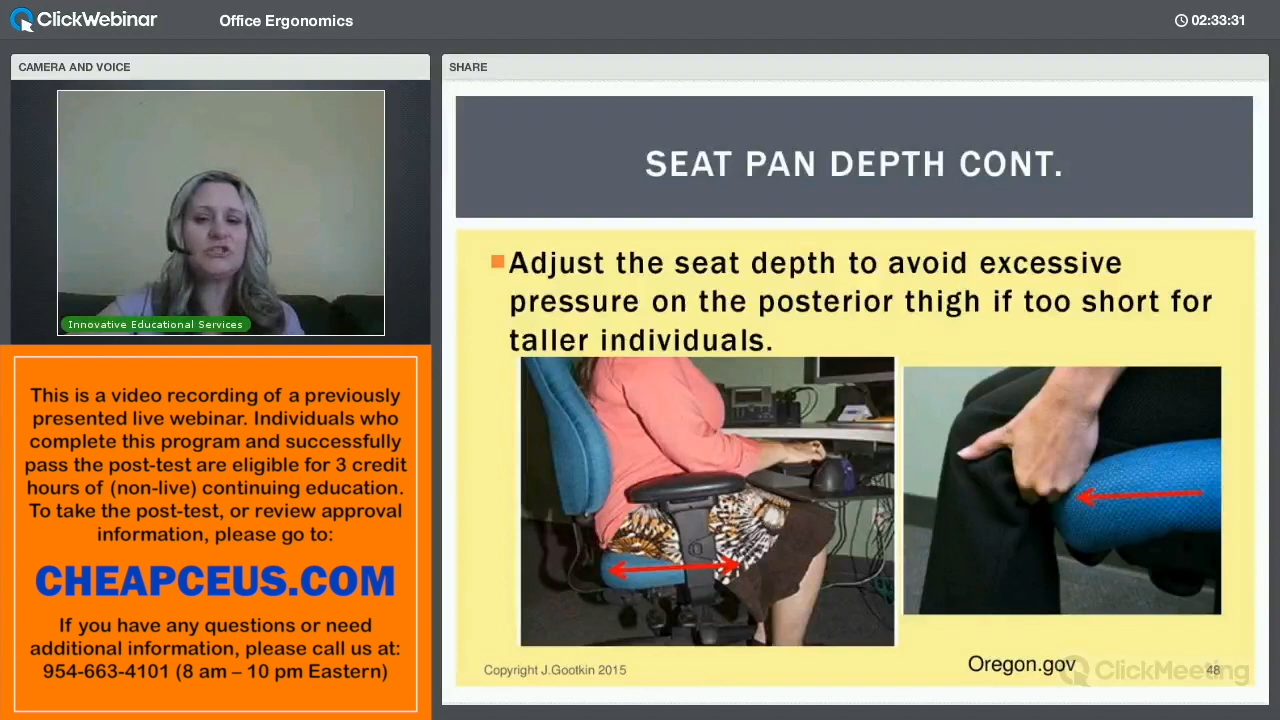 ClickWebinar
Office Ergonomics
02:33:31
CAMERA AND VOICE
Innovative Educational Services
This is a video recording of a previously
presented live webinar. Individuals who
complete this program and successfully
pass the post-test are eligible for 3 credit
hours of (non-live) continuing education.
To take the post-test, or review approval
information, please go to:
CHEAPCEUS.COM
If you have any questions or need
additional information, please call us at:
954-663-4101 (8 am – 10 pm Eastern)
SHARE
SEAT PAN DEPTH CONT.
Adjust the seat depth to avoid excessive
pressure on the posterior thigh if too short for
taller individuals.
Copyright J.Gootkin 2015
Oregon.gov
ClickMeeting
48